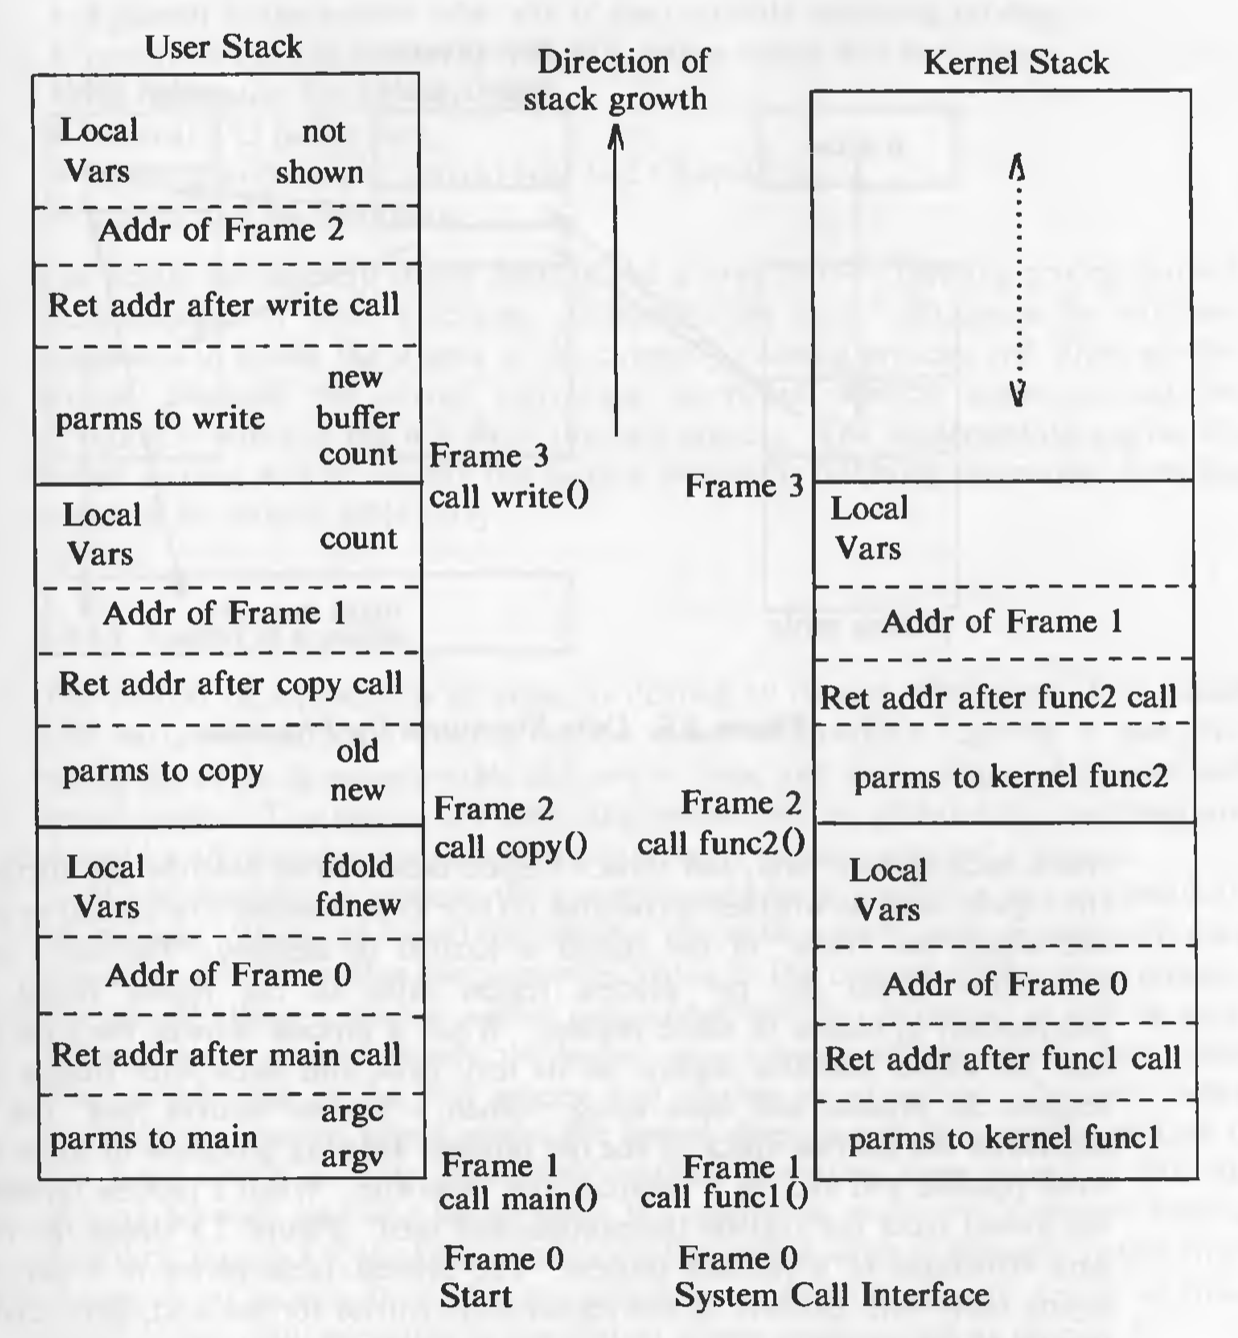 User Stack
Local not
Vars shown
Addr of Frame 2
Ret addr after write call
new
parms to write buffer
count
Local
Vars count
Addr of Frame 1
Ret addr after copy call
old
parms to copy new
Local fdold
Vars fdnew
Addr of Frame 0
Ret addr after main call
argc
parms to main
argv
Direction of
stack growth
Frame 3
call write()
Frame 2
call copy()
Frame 1
call main()
Frame 0
Start
Kernel Stack
Frame 3
Local
Vars
Addr of Frame 1
Ret addr after func2 call
parms to kernel func2
Frame 2
call func2()
Local
Vars
Addr of Frame 0
Ret addr after func1 call
parms to kernel func1
Frame 1
call func1()
Frame 0
System Call Interface